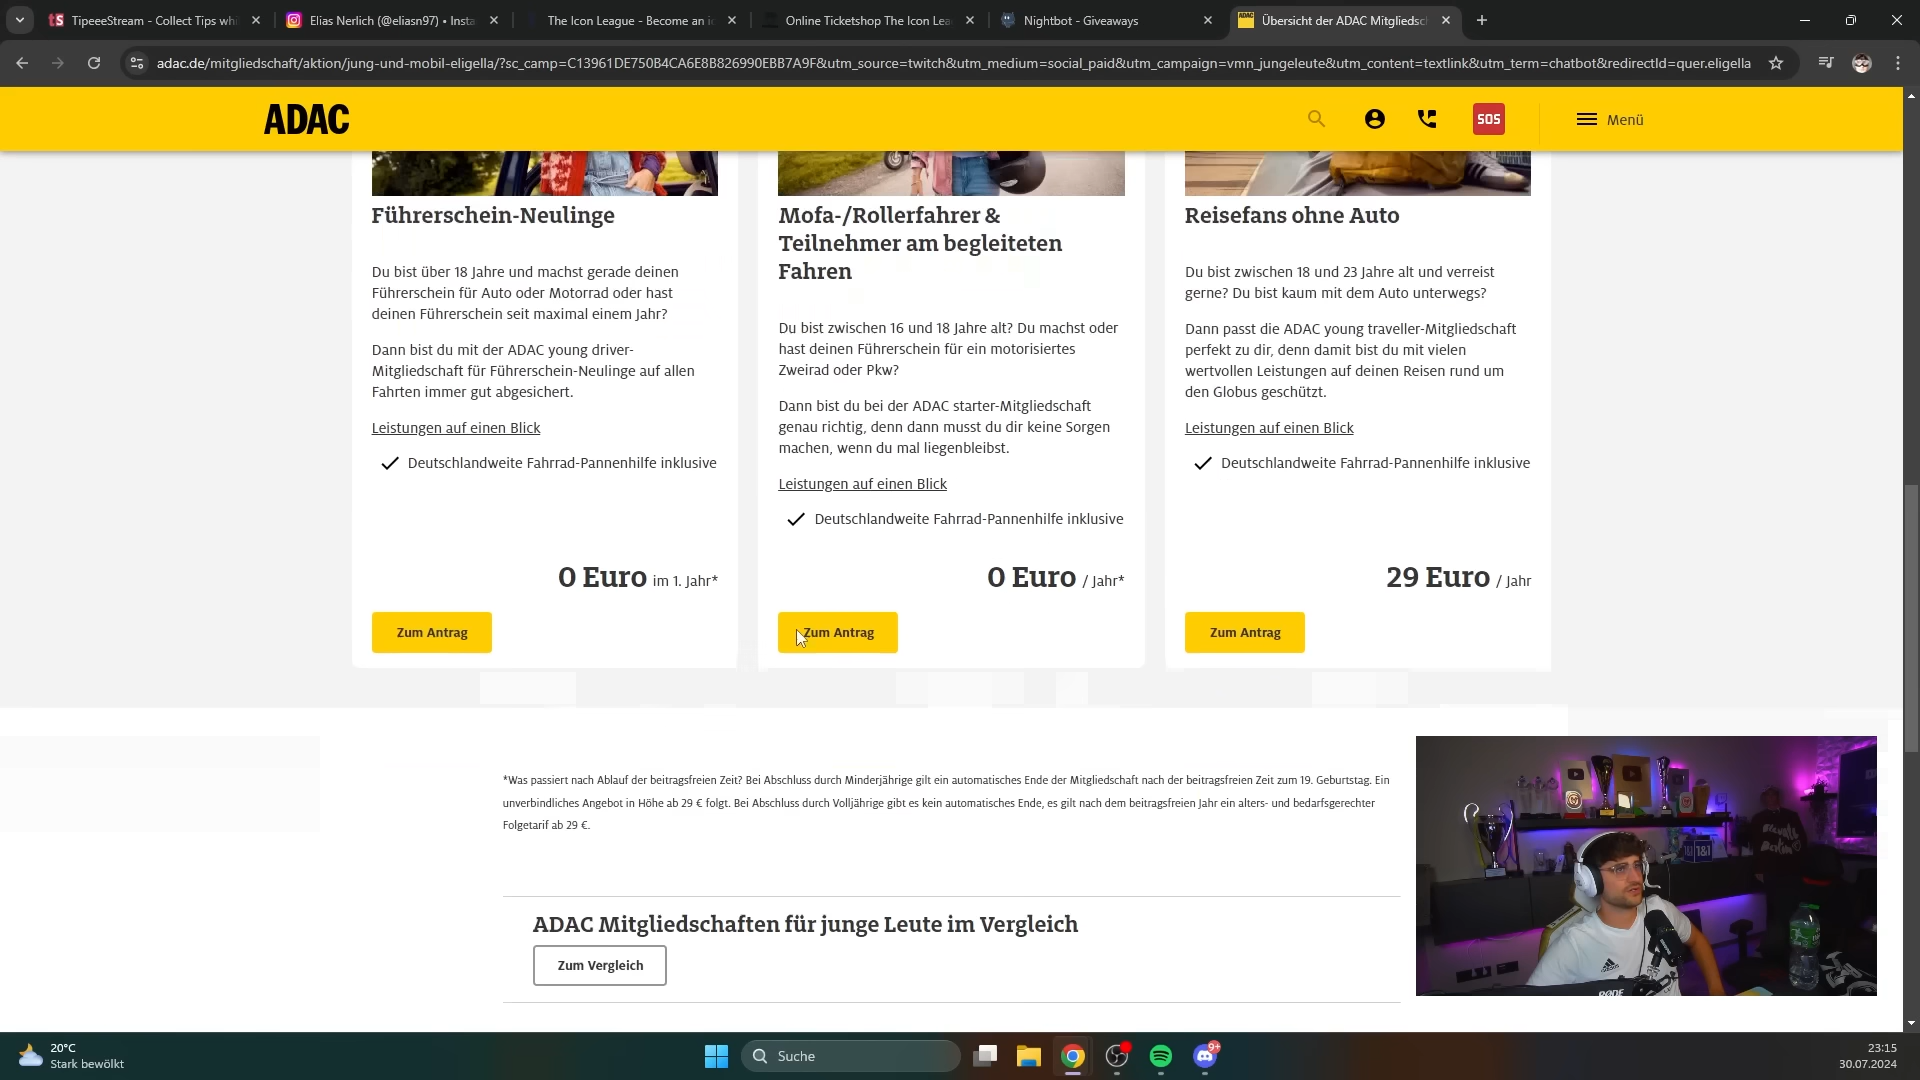 TipeeeStream - Collect Tips whi
Elias Nerlich (@eliasn97) • Insta
The Icon League - Become an i
Online Ticketshop The Icon Lea
Nightbot - Giveaways
Übersicht der ADAC Mitgliedsc
adac.de/mitgliedschaft/aktion/jung-und-mobil-eligella/?sc_camp=C13961DE750B4CA6E8B826990EBB7A9F&utm_source=twitch&utm_medium=social_paid&utm_campaign=vmn_jungeleute&utm_content=textlink&utm_term=chatbot&redirectId=quer.eligella
ADAC
SOS
Menü
Führerschein-Neulinge
Du bist über 18 Jahre und machst gerade deinen
Führerschein für Auto oder Motorrad oder hast
deinen Führerschein seit maximal einem Jahr?
Dann bist du mit der ADAC young driver-
Mitgliedschaft für Führerschein-Neulinge auf allen
Fahrten immer gut abgesichert.
Leistungen auf einen Blick
Deutschlandweite Fahrrad-Pannenhilfe inklusive
0 Euro im 1. Jahr*
Zum Antrag
Mofa-/Rollerfahrer &
Teilnehmer am begleiteten
Fahren
Du bist zwischen 16 und 18 Jahre alt? Du machst oder
hast deinen Führerschein für ein motorisiertes
Zweirad oder Pkw?
Dann bist du bei der ADAC starter-Mitgliedschaft
genau richtig, denn dann musst du dir keine Sorgen
machen, wenn du mal liegenbleibst.
Leistungen auf einen Blick
Deutschlandweite Fahrrad-Pannenhilfe inklusive
0 Euro / Jahr*
Zum Antrag
Reisefans ohne Auto
Du bist zwischen 18 und 23 Jahre alt und verreist
gerne? Du bist kaum mit dem Auto unterwegs?
Dann passt die ADAC young traveller-Mitgliedschaft
perfekt zu dir, denn damit bist du mit vielen
wertvollen Leistungen auf deinen Reisen rund um
den Globus geschützt.
Leistungen auf einen Blick
Deutschlandweite Fahrrad-Pannenhilfe inklusive
29 Euro / Jahr
Zum Antrag
*Was passiert nach Ablauf der beitragsfreien Zeit? Bei Abschluss durch Minderjährige gilt ein automatisches Ende der Mitgliedschaft nach der beitragsfreien Zeit zum 19. Geburtstag. Ein
unverbindliches Angebot in Höhe ab 29 € folgt. Bei Abschluss durch Volljährige gibt es kein automatisches Ende, es gilt nach dem beitragsfreien Jahr ein alters- und bedarfsgerechter
Folgetarif ab 29 €.
ADAC Mitgliedschaften für junge Leute im Vergleich
Zum Vergleich
1&1
adidas
RØDE
20°C
Stark bewölkt
Suche
9+
23:15
30.07.2024